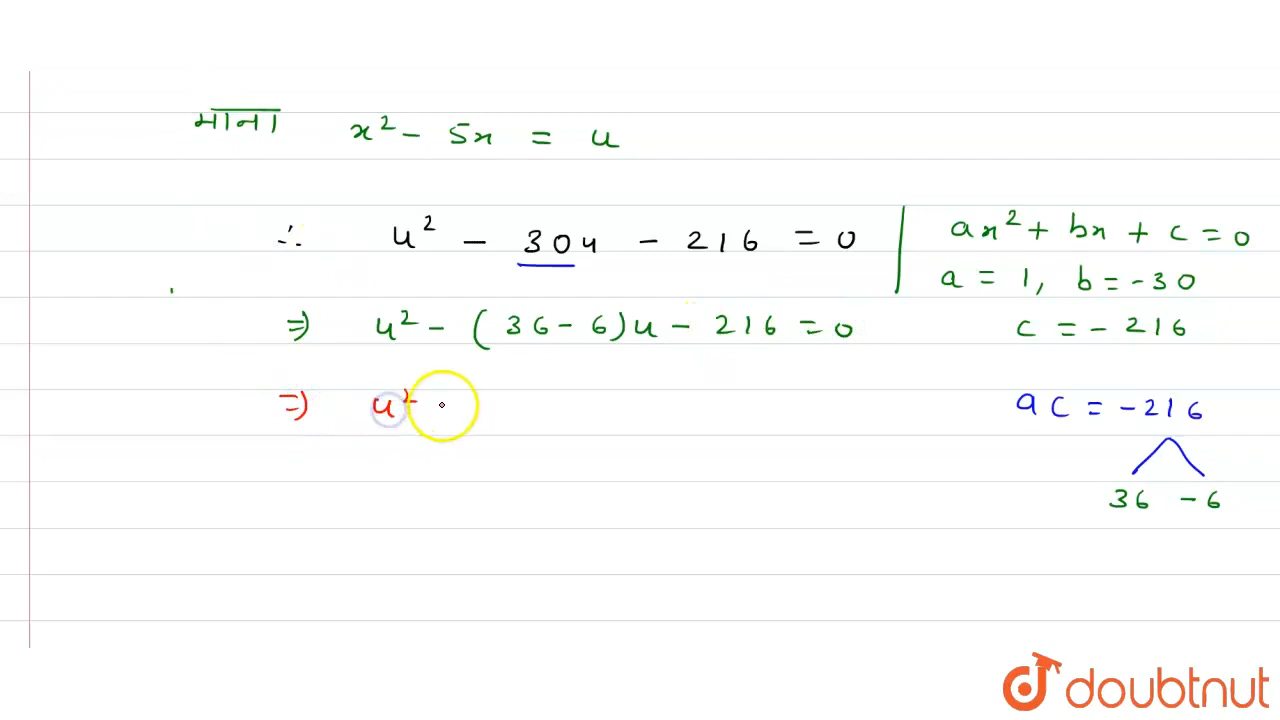 माना x² - 5x = u
∴ u² - 30u - 216 = 0
ax² + bx + c = 0
a = 1, b = -30
⇒ u² - (36 - 6)u - 216 = 0
c = - 216
⇒ u²
ac = -216
36 -6
doubtnut